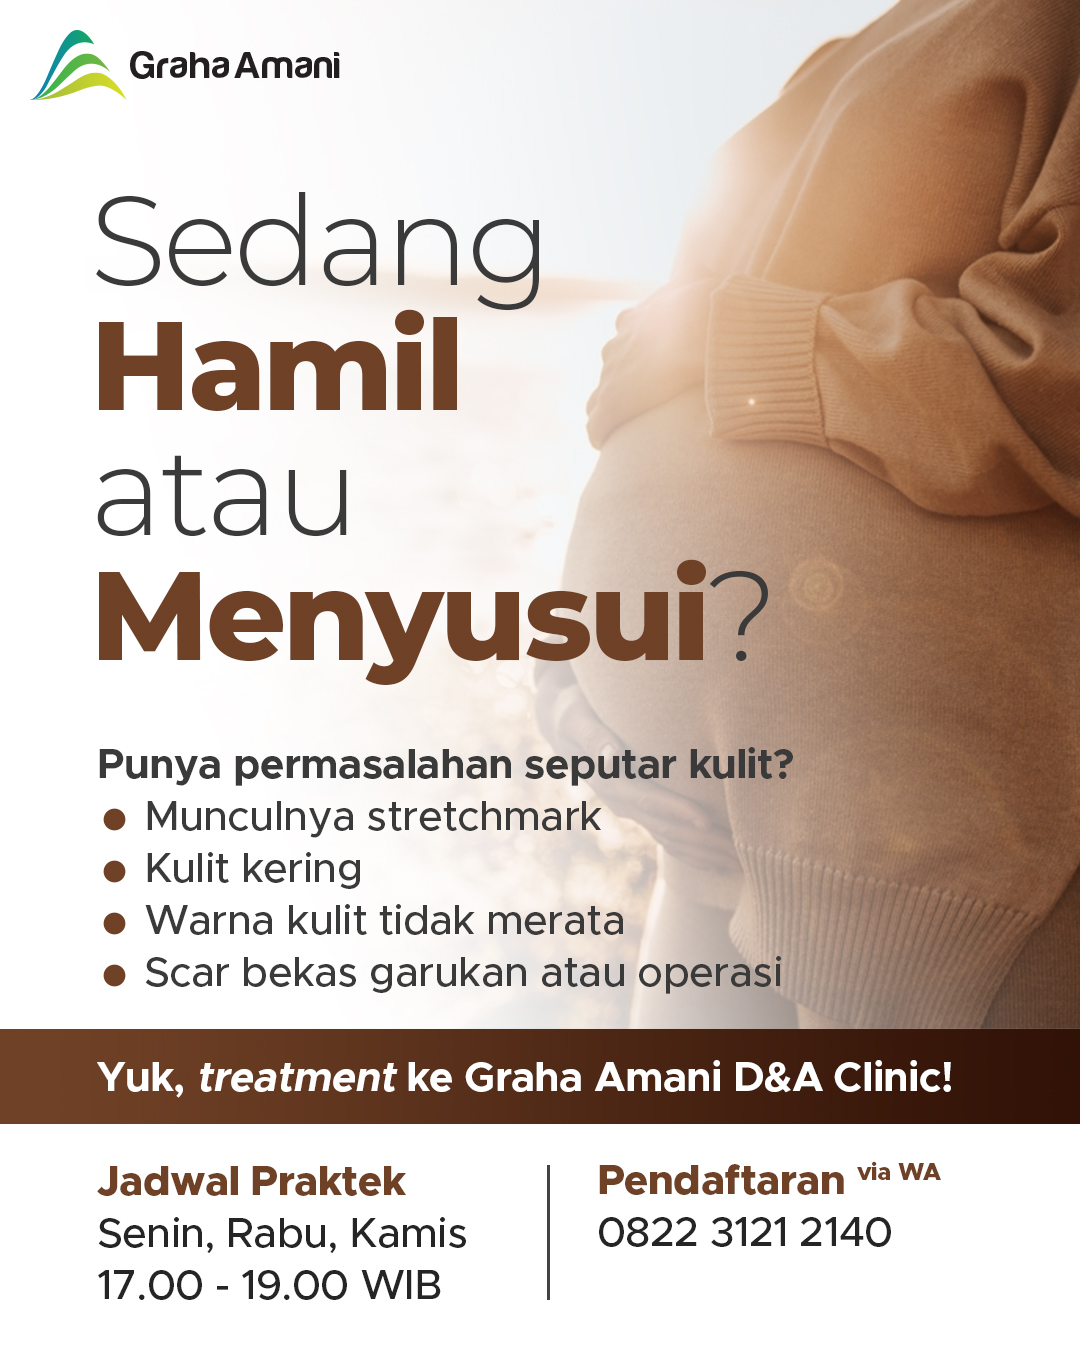 Graha Amani
Sedang
Hamil
atau
Menyusui?
Punya permasalahan seputar kulit?
● Munculnya stretchmark
● Kulit kering
● Warna kulit tidak merata
● Scar bekas garukan atau operasi
Yuk, treatment ke Graha Amani D&A Clinic!
Jadwal Praktek
Senin, Rabu, Kamis
17.00 - 19.00 WIB
Pendaftaran via WA
0822 3121 2140